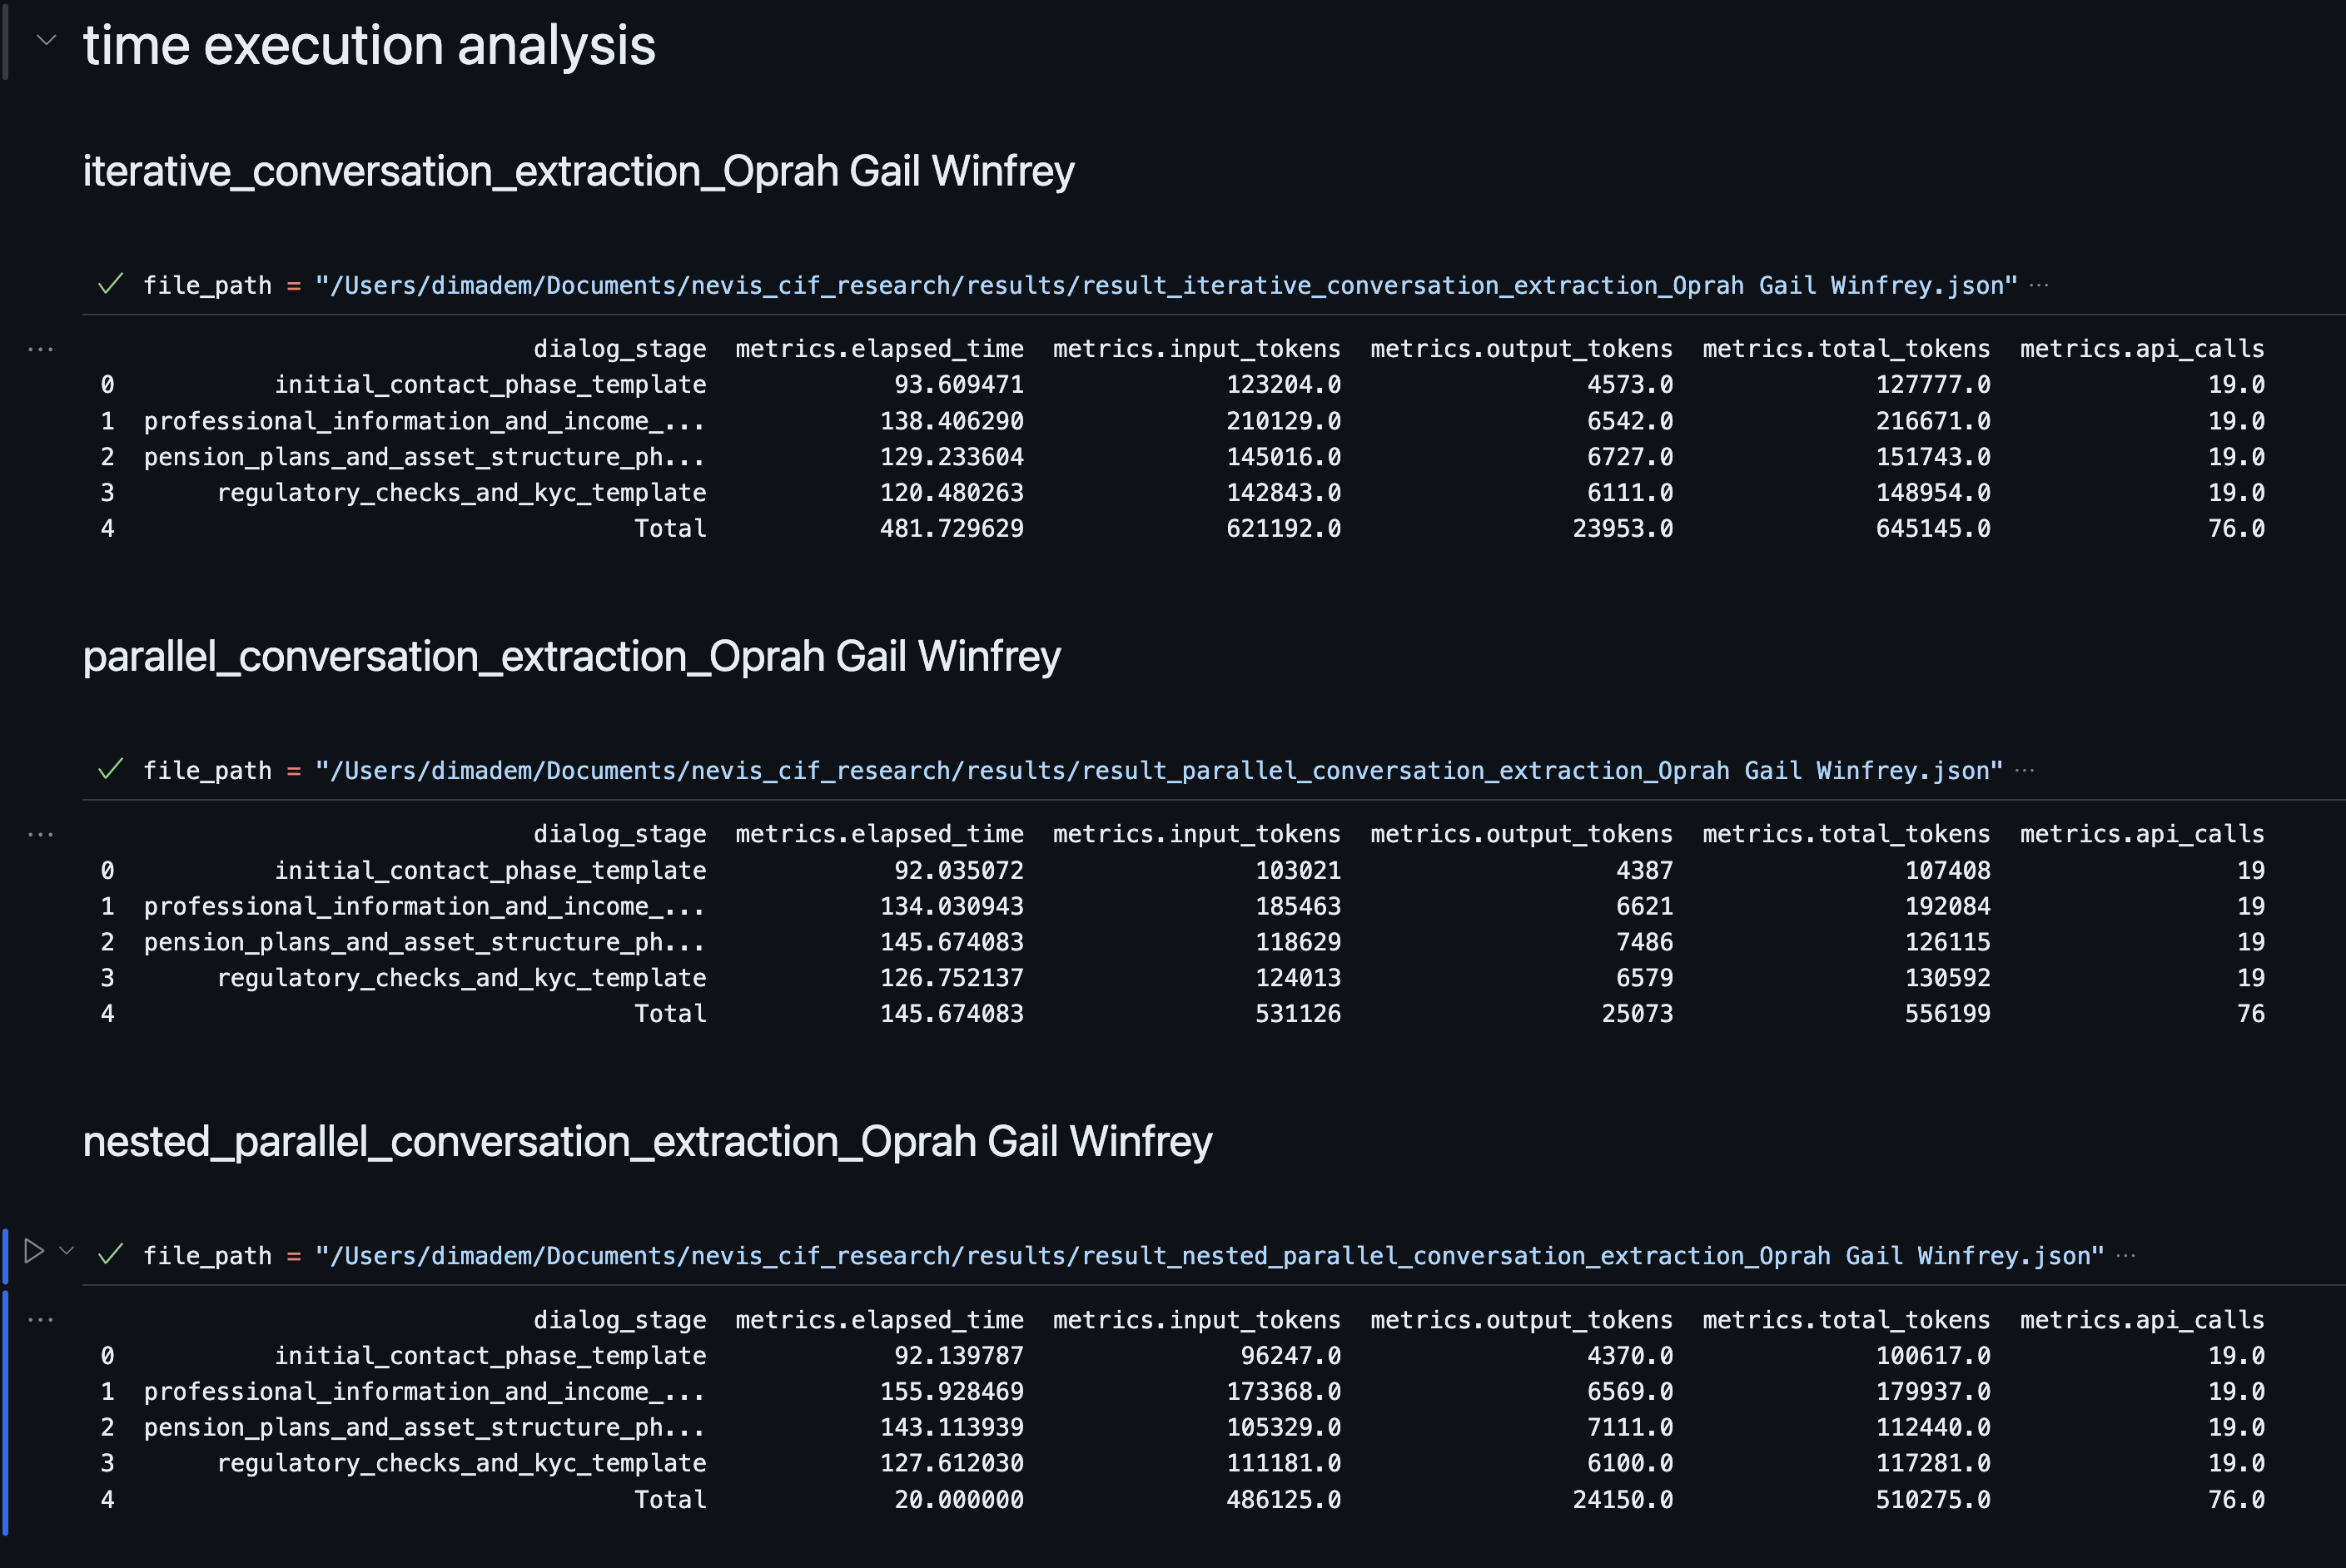 time execution analysis
iterative_conversation_extraction_Oprah Gail Winfrey
file_path = "/Users/dimadem/Documents/nevis_cif_research/results/result_iterative_conversation_extraction_Oprah Gail Winfrey.json" ...
... dialog_stage metrics.elapsed_time metrics.input_tokens metrics.output_tokens metrics.total_tokens metrics.api_calls
0 initial_contact_phase_template 93.609471 123204.0 4573.0 127777.0 19.0
1 professional_information_and_income_... 138.406290 210129.0 6542.0 216671.0 19.0
2 pension_plans_and_asset_structure_ph... 129.233604 145016.0 6727.0 151743.0 19.0
3 regulatory_checks_and_kyc_template 120.480263 142843.0 6111.0 148954.0 19.0
4 Total 481.729629 621192.0 23953.0 645145.0 76.0
parallel_conversation_extraction_Oprah Gail Winfrey
file_path = "/Users/dimadem/Documents/nevis_cif_research/results/result_parallel_conversation_extraction_Oprah Gail Winfrey.json" ...
... dialog_stage metrics.elapsed_time metrics.input_tokens metrics.output_tokens metrics.total_tokens metrics.api_calls
0 initial_contact_phase_template 92.035072 103021 4387 107408 19
1 professional_information_and_income_... 134.030943 185463 6621 192084 19
2 pension_plans_and_asset_structure_ph... 145.674083 118629 7486 126115 19
3 regulatory_checks_and_kyc_template 126.752137 124013 6579 130592 19
4 Total 145.674083 531126 25073 556199 76
nested_parallel_conversation_extraction_Oprah Gail Winfrey
file_path = "/Users/dimadem/Documents/nevis_cif_research/results/result_nested_parallel_conversation_extraction_Oprah Gail Winfrey.json" ...
... dialog_stage metrics.elapsed_time metrics.input_tokens metrics.output_tokens metrics.total_tokens metrics.api_calls
0 initial_contact_phase_template 92.139787 96247.0 4370.0 100617.0 19.0
1 professional_information_and_income_... 155.928469 173368.0 6569.0 179937.0 19.0
2 pension_plans_and_asset_structure_ph... 143.113939 105329.0 7111.0 112440.0 19.0
3 regulatory_checks_and_kyc_template 127.612030 111181.0 6100.0 117281.0 19.0
4 Total 20.000000 486125.0 24150.0 510275.0 76.0